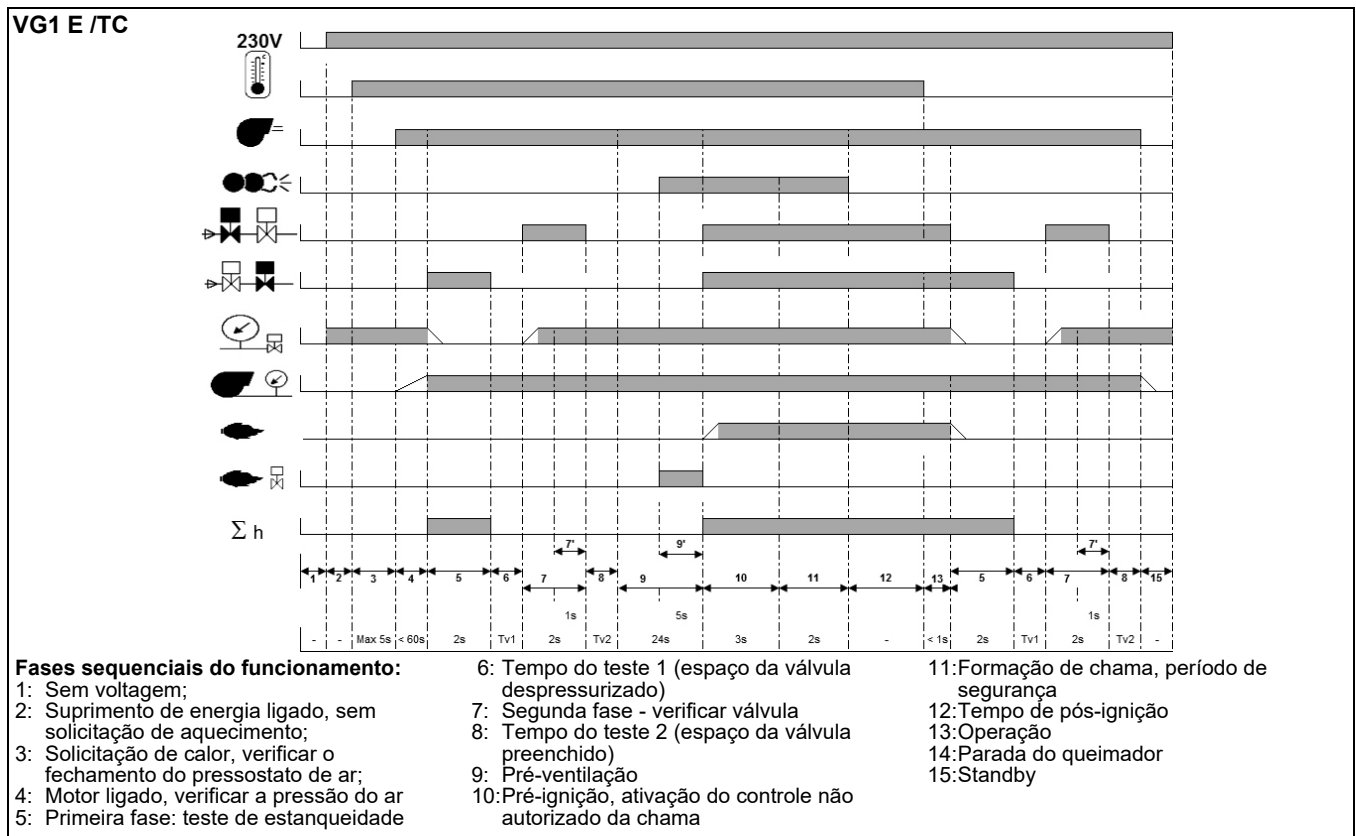 VG1 E /TC
230V
°C
Σ h
7' 9' 7'
1 2 3 4 5 6 7 8 9 10 11 12 13 5 6 7 8 15
1s 5s 1s
- - Max 5s < 60s 2s Tv1 2s Tv2 24s 3s 2s - < 1s 2s Tv1 2s Tv2 -
Fases sequenciais do funcionamento:
1: Sem voltagem;
2: Suprimento de energia ligado, sem
solicitação de aquecimento;
3: Solicitação de calor, verificar o
fechamento do pressostato de ar;
4: Motor ligado, verificar a pressão do ar
5: Primeira fase: teste de estanqueidade
6: Tempo do teste 1 (espaço da válvula
despressurizado)
7: Segunda fase - verificar válvula
8: Tempo do teste 2 (espaço da válvula
preenchido)
9: Pré-ventilação
10:Pré-ignição, ativação do controle não
autorizado da chama
11:Formação de chama, período de
segurança
12:Tempo de pós-ignição
13:Operação
14:Parada do queimador
15:Standby